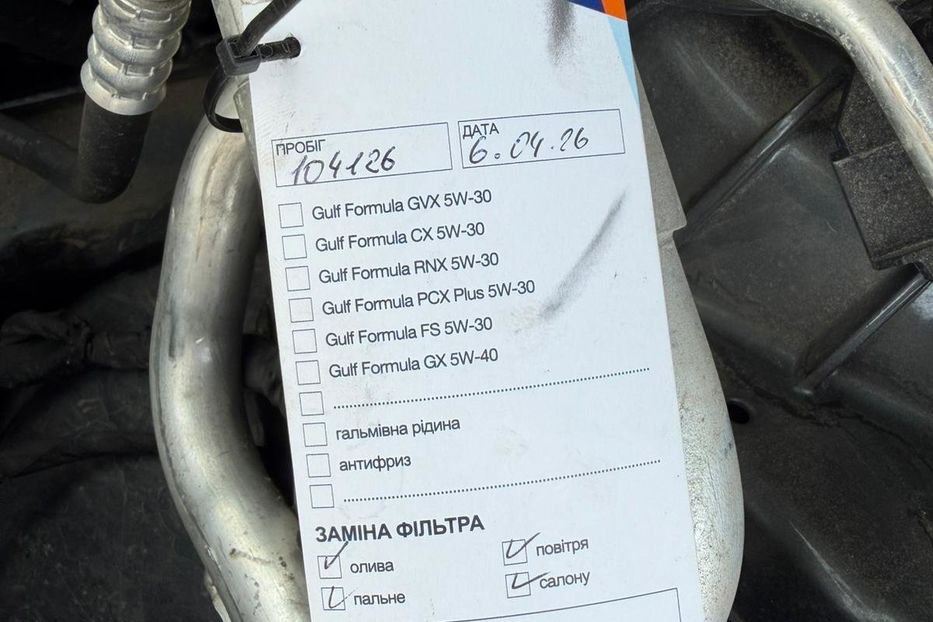 ПРОБІГ ДАТА
104126 6.04.26
Gulf Formula GVX 5W-30
Gulf Formula CX 5W-30
Gulf Formula RNX 5W-30
Gulf Formula PCX Plus 5W-30
Gulf Formula FS 5W-30
Gulf Formula GX 5W-40
гальмівна рідина
антифриз
ЗАМІНА ФІЛЬТРА
олива повітря
пальне салону